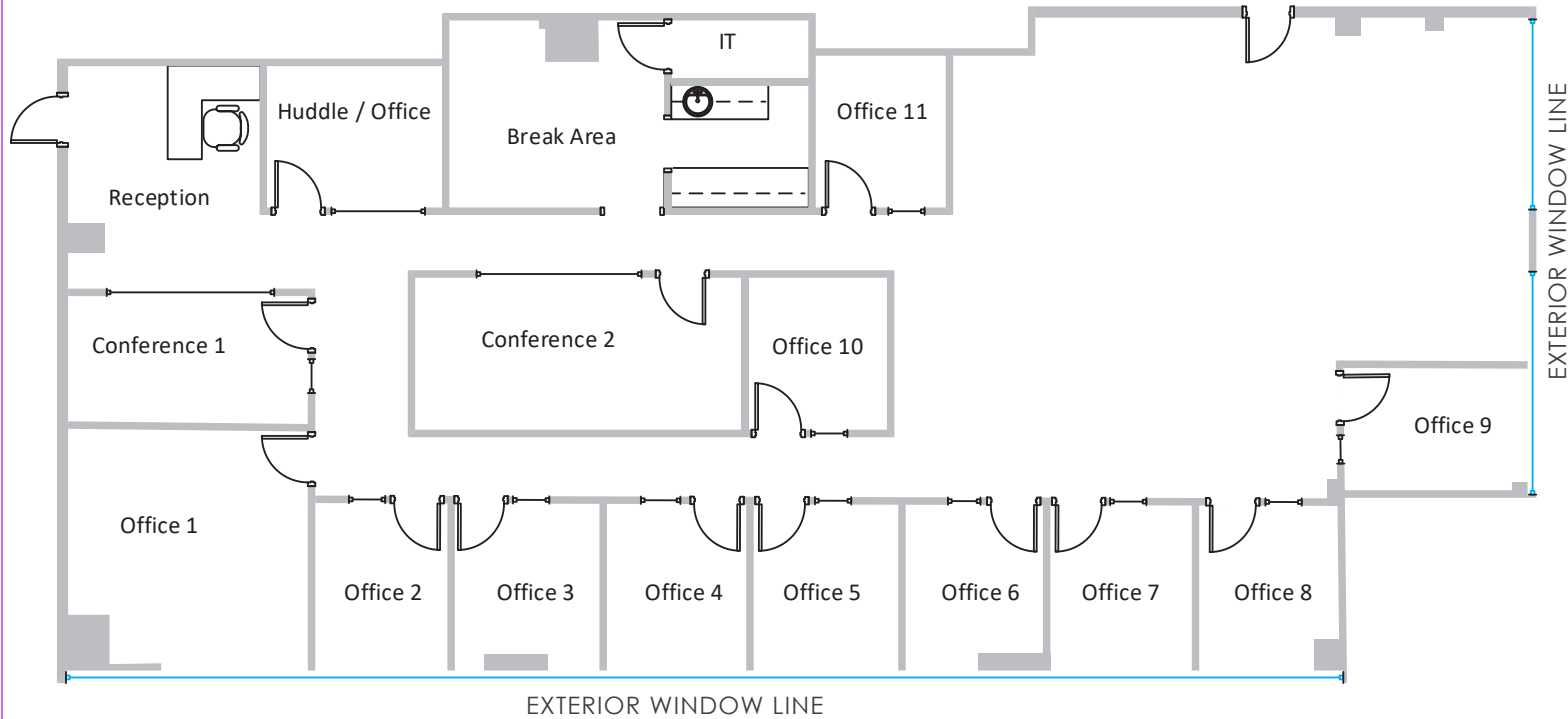 IT
Huddle / Office
Office 11
Break Area
Reception
Conference 1
Conference 2
Office 10
Office 9
Office 1
Office 2
Office 3
Office 4
Office 5
Office 6
Office 7
Office 8
EXTERIOR WINDOW LINE
EXTERIOR WINDOW LINE